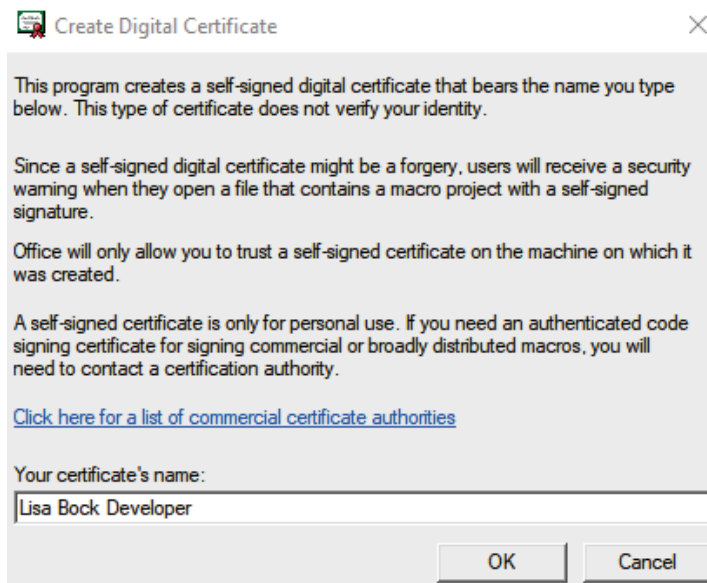 Create Digital Certificate
This program creates a self-signed digital certificate that bears the name you type
below. This type of certificate does not verify your identity.
Since a self-signed digital certificate might be a forgery, users will receive a security
warning when they open a file that contains a macro project with a self-signed
signature.
Office will only allow you to trust a self-signed certificate on the machine on which it
was created.
A self-signed certificate is only for personal use. If you need an authenticated code
signing certificate for signing commercial or broadly distributed macros, you will
need to contact a certification authority.
Click here for a list of commercial certificate authorities
Your certificate's name:
Lisa Bock Developer
OK Cancel